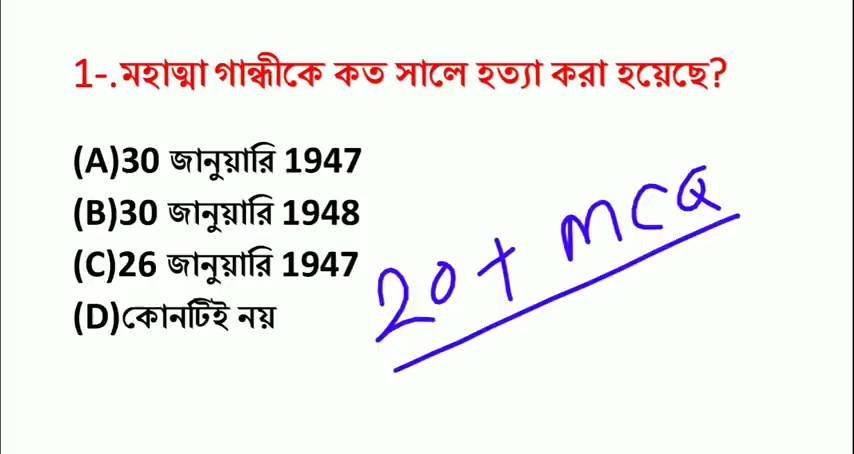 1-.মহাত্মা গান্ধীকে কত সালে হত্যা করা হয়েছে?
(A)30 জানুয়ারি 1947
(B)30 জানুয়ারি 1948
(C)26 জানুয়ারি 1947
(D)কোনটিই নয়
20+ MCQ